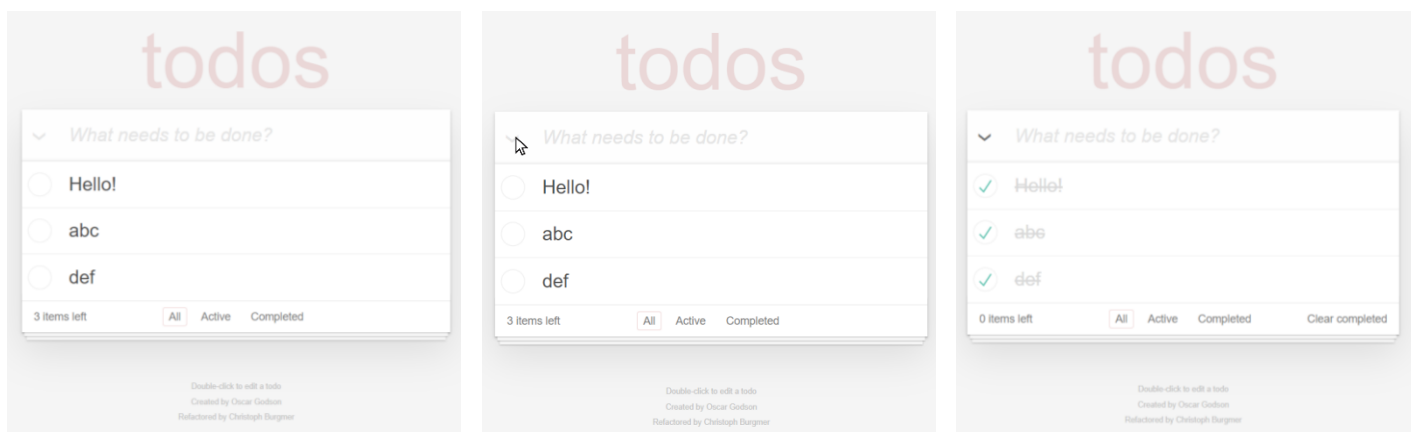 todos
What needs to be done?
Hello!
abc
def
3 items left All Active Completed
Double-click to edit a todo
Created by Oscar Godson
Refactored by Christoph Burgmer
todos
What needs to be done?
Hello!
abc
def
3 items left All Active Completed
Double-click to edit a todo
Created by Oscar Godson
Refactored by Christoph Burgmer
todos
What needs to be done?
Hello!
abc
def
0 items left All Active Completed Clear completed
Double-click to edit a todo
Created by Oscar Godson
Refactored by Christoph Burgmer